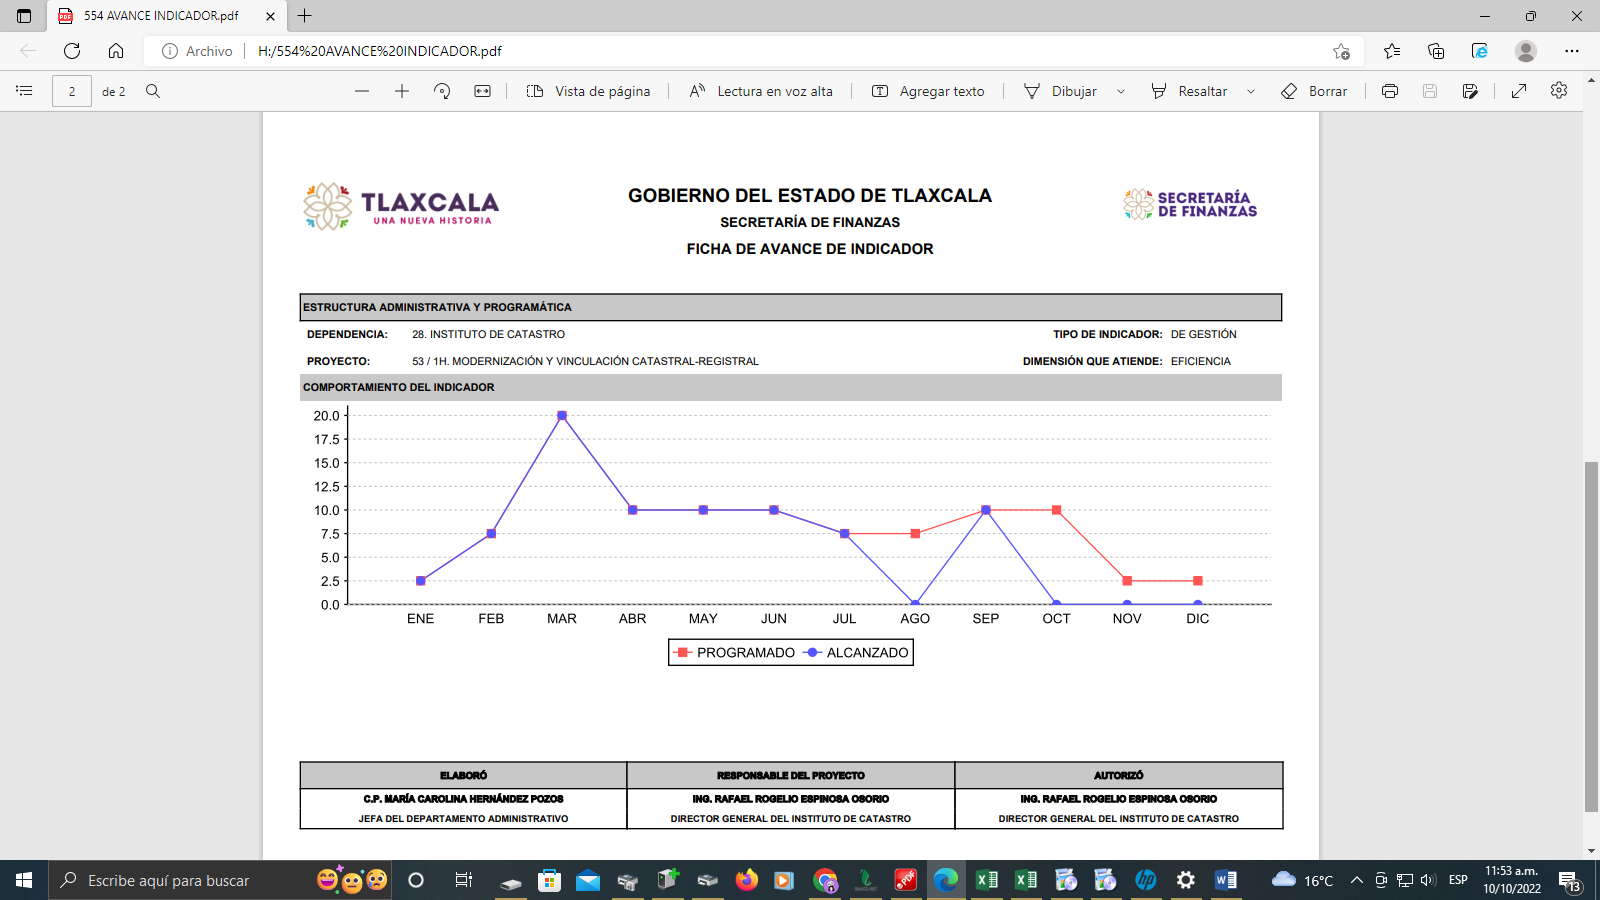 554 AVANCE INDICADOR.pdf
Archivo
H:/554%20AVANCE%20INDICADOR.pdf
2
de 2
Vista de página
Lectura en voz alta
Agregar texto
Dibujar
Resaltar
Borrar
TLAXCALA
UNA NUEVA HISTORIA
GOBIERNO DEL ESTADO DE TLAXCALA
SECRETARÍA DE FINANZAS
FICHA DE AVANCE DE INDICADOR
SECRETARÍA
DE FINANZAS
ESTRUCTURA ADMINISTRATIVA Y PROGRAMÁTICA
DEPENDENCIA: 28. INSTITUTO DE CATASTRO TIPO DE INDICADOR: DE GESTIÓN
PROYECTO: 53 / 1H. MODERNIZACIÓN Y VINCULACIÓN CATASTRAL-REGISTRAL DIMENSIÓN QUE ATIENDE: EFICIENCIA
COMPORTAMIENTO DEL INDICADOR
20.0
17.5
15.0
12.5
10.0
7.5
5.0
2.5
0.0
ENE FEB MAR ABR MAY JUN JUL AGO SEP OCT NOV DIC
PROGRAMADO ALCANZADO
ELABORÓ RESPONSABLE DEL PROYECTO AUTORIZÓ
C.P. MARÍA CAROLINA HERNÁNDEZ POZOS ING. RAFAEL ROGELIO ESPINOSA OSORIO ING. RAFAEL ROGELIO ESPINOSA OSORIO
JEFA DEL DEPARTAMENTO ADMINISTRATIVO DIRECTOR GENERAL DEL INSTITUTO DE CATASTRO DIRECTOR GENERAL DEL INSTITUTO DE CATASTRO
Escribe aquí para buscar
16°C
ESP
11:53 a.m.
10/10/2022
13